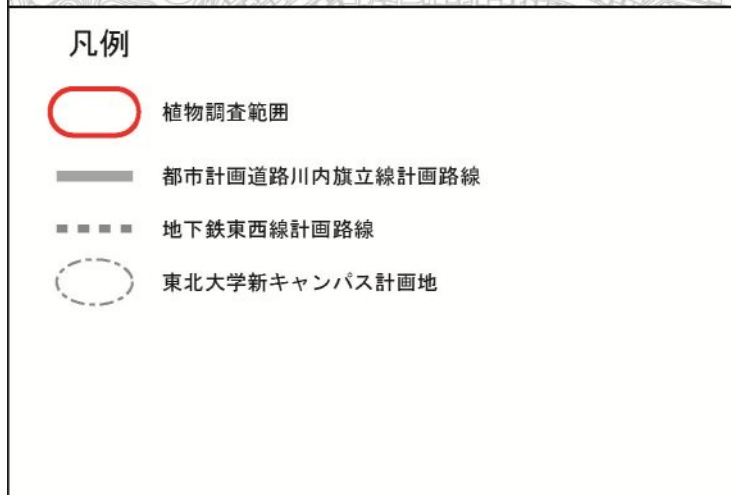 凡例
植物調査範囲
都市計画道路川内旗立線計画路線
地下鉄東西線計画路線
東北大学新キャンパス計画地